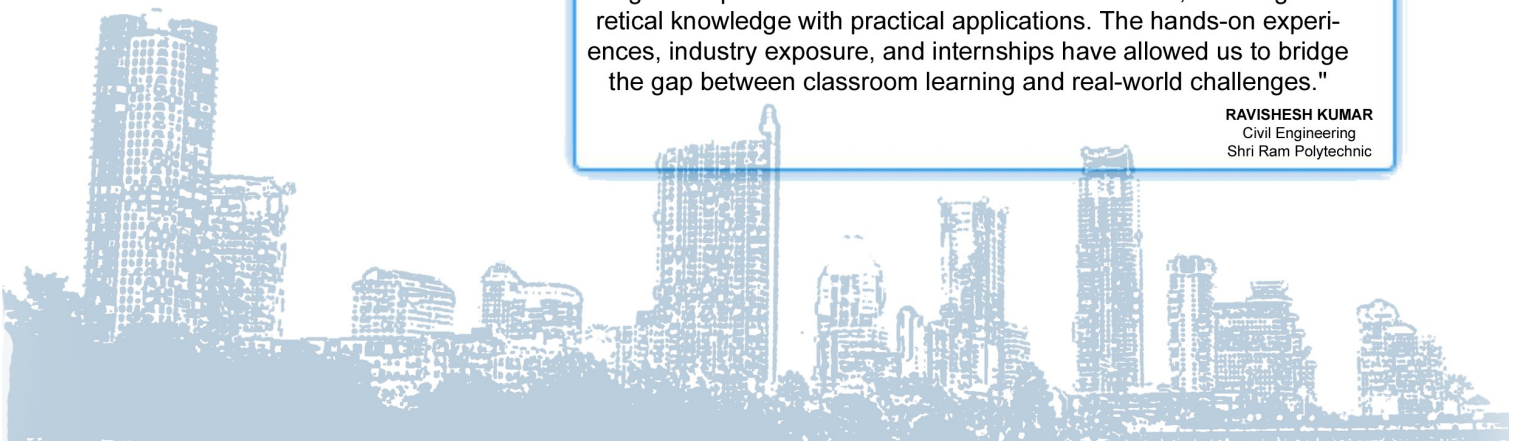 retical knowledge with practical applications. The hands-on experi-
ences, industry exposure, and internships have allowed us to bridge
the gap between classroom learning and real-world challenges."
RAVISHESH KUMAR
Civil Engineering
Shri Ram Polytechnic